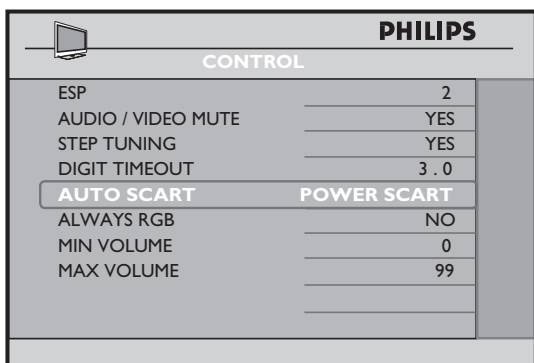 PHILIPS
CONTROL
ESP 2
AUDIO / VIDEO MUTE YES
STEP TUNING YES
DIGIT TIMEOUT 3 . 0
AUTO SCART POWER SCART
ALWAYS RGB NO
MIN VOLUME 0
MAX VOLUME 99